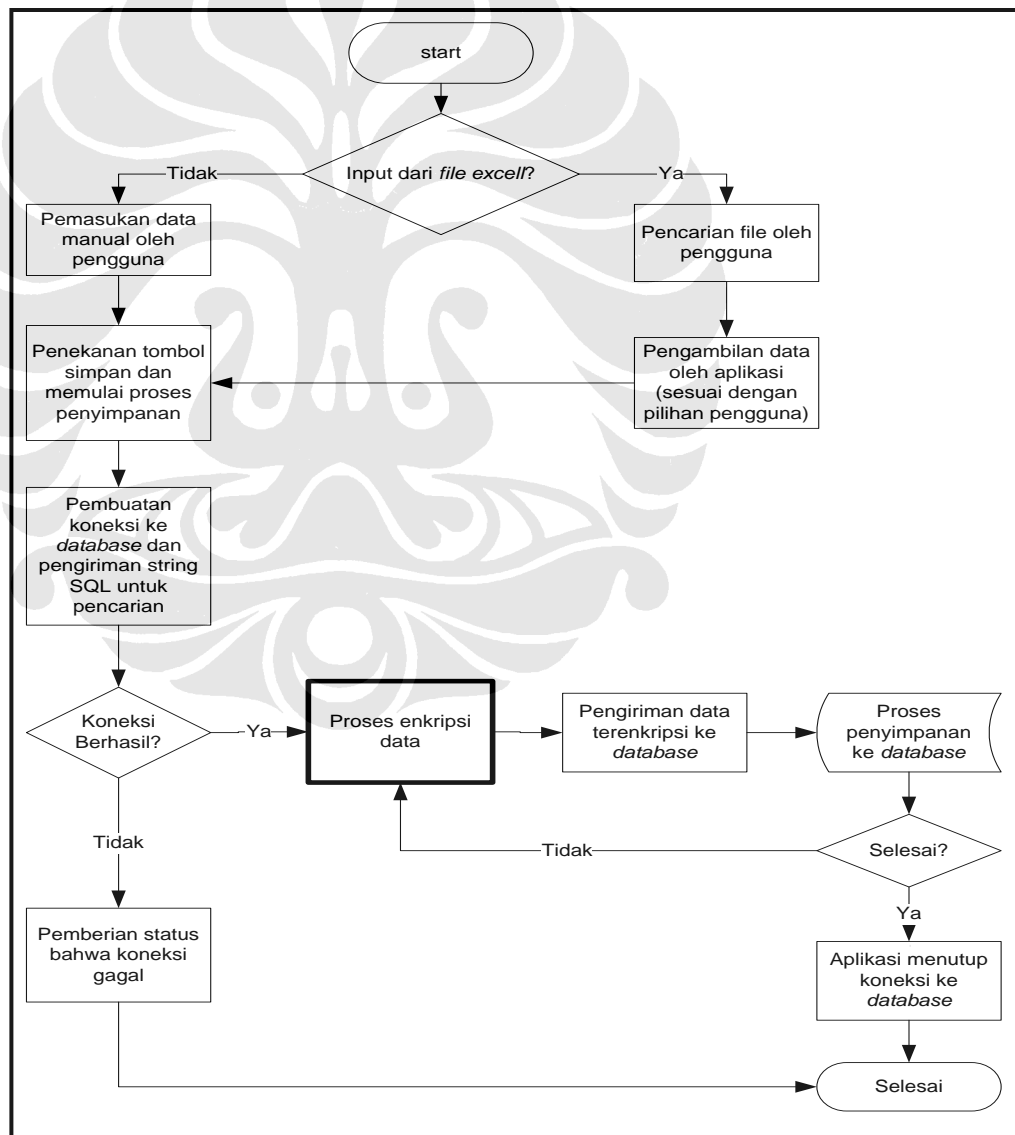 start
Input dari file excell?
Tidak
Ya
Pemasukan data
manual oleh
pengguna
Pencarian file oleh
pengguna
Penekanan tombol
simpan dan
memulai proses
penyimpanan
Pengambilan data
oleh aplikasi
(sesuai dengan
pilihan pengguna)
Pembuatan
koneksi ke
database dan
pengiriman string
SQL untuk
pencarian
Koneksi
Berhasil?
Ya
Proses enkripsi
data
Pengiriman data
terenkripsi ke
database
Proses
penyimpanan
ke database
Tidak
Tidak
Selesai?
Ya
Pemberian status
bahwa koneksi
gagal
Aplikasi menutup
koneksi ke
database
Selesai